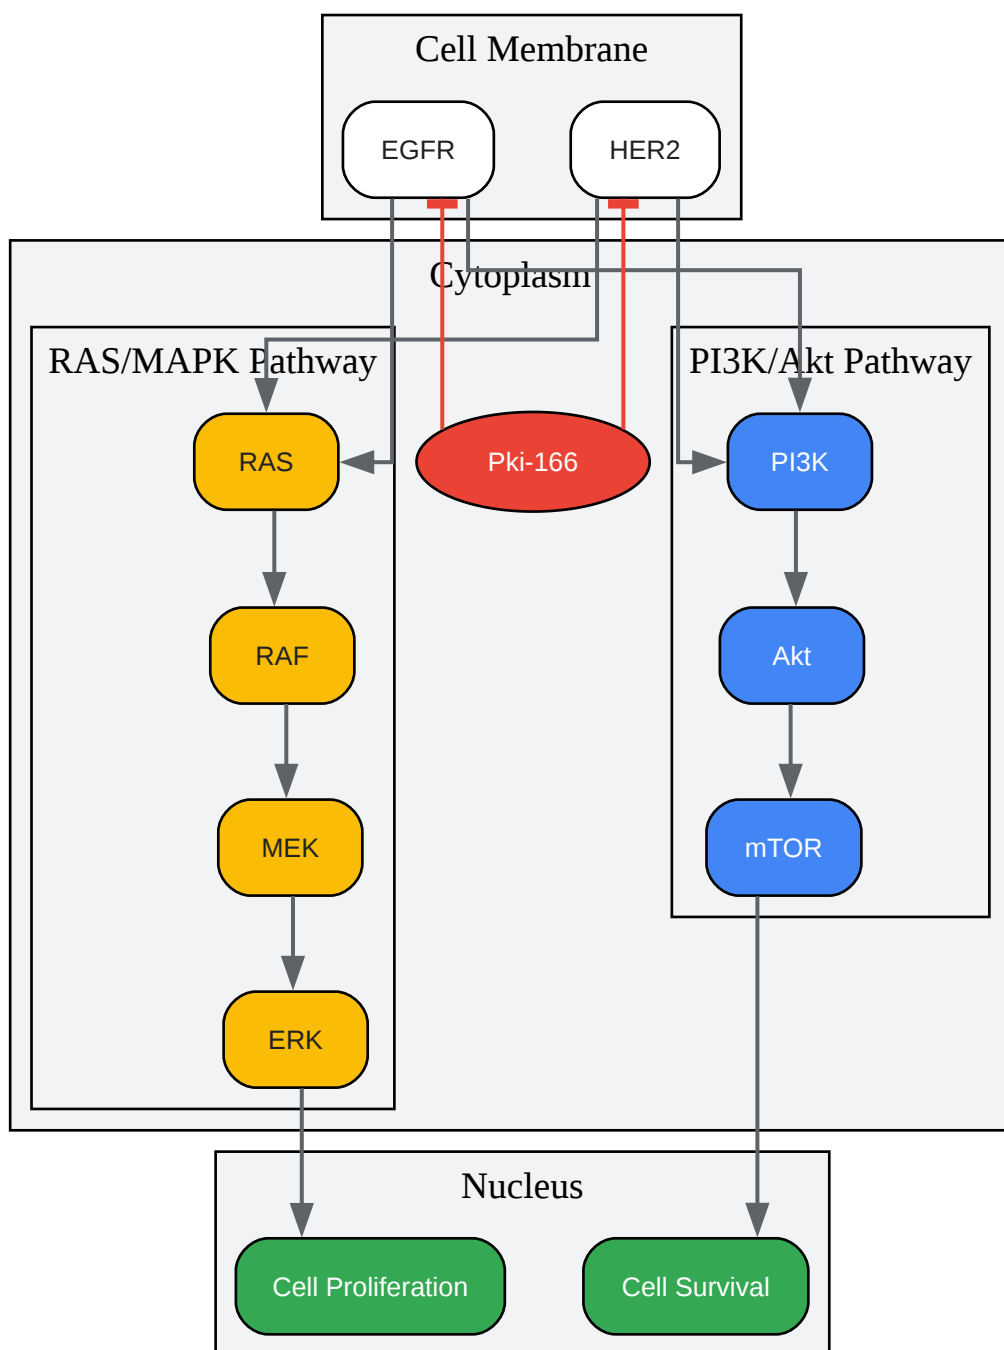 Cell Membrane
EGFR
HER2
Cytoplasm
RAS/MAPK Pathway
PI3K/Akt Pathway
RAS
Pki-166
PI3K
RAF
Akt
MEK
mTOR
ERK
Nucleus
Cell Proliferation
Cell Survival